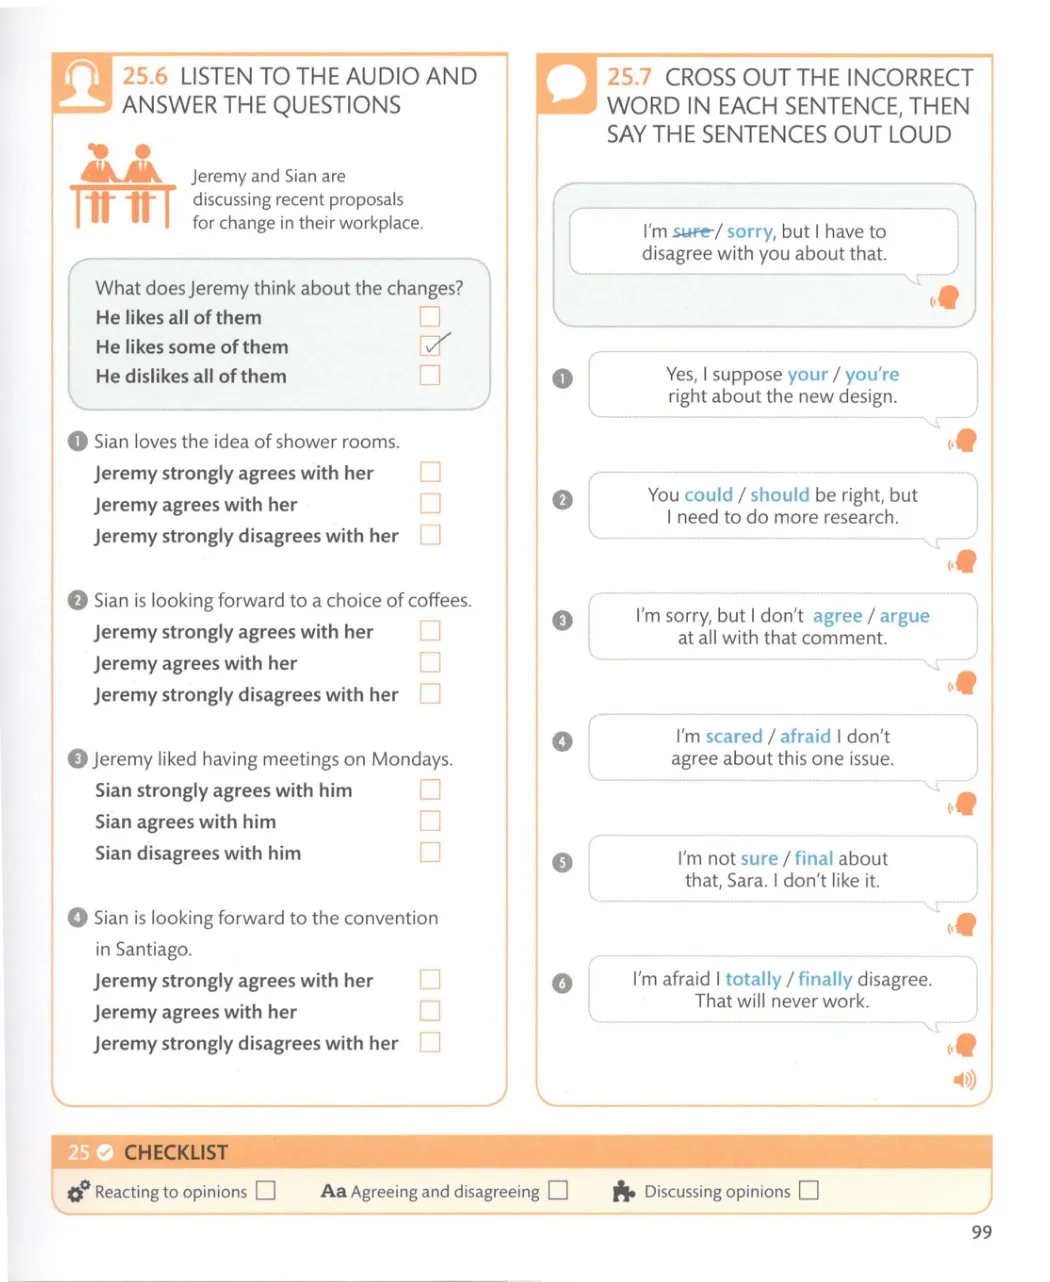 25.6 LISTEN TO THE AUDIO AND
ANSWER THE QUESTIONS
Jeremy and Sian are
discussing recent proposals
for change in their workplace.
What does Jeremy think about the changes?
He likes all of them
He likes some of them
He dislikes all of them
1 Sian loves the idea of shower rooms.
Jeremy strongly agrees with her
Jeremy agrees with her
Jeremy strongly disagrees with her
2 Sian is looking forward to a choice of coffees.
Jeremy strongly agrees with her
Jeremy agrees with her
Jeremy strongly disagrees with her
3 Jeremy liked having meetings on Mondays.
Sian strongly agrees with him
Sian agrees with him
Sian disagrees with him
4 Sian is looking forward to the convention
in Santiago.
Jeremy strongly agrees with her
Jeremy agrees with her
Jeremy strongly disagrees with her
25.7 CROSS OUT THE INCORRECT
WORD IN EACH SENTENCE, THEN
SAY THE SENTENCES OUT LOUD
I'm sure / sorry, but I have to
disagree with you about that.
1 Yes, I suppose your / you're
right about the new design.
2 You could / should be right, but
I need to do more research.
3 I'm sorry, but I don't agree / argue
at all with that comment.
4 I'm scared / afraid I don't
agree about this one issue.
5 I'm not sure / final about
that, Sara. I don't like it.
6 I'm afraid I totally / finally disagree.
That will never work.
25 CHECKLIST
Reacting to opinions Aa Agreeing and disagreeing Discussing opinions
99